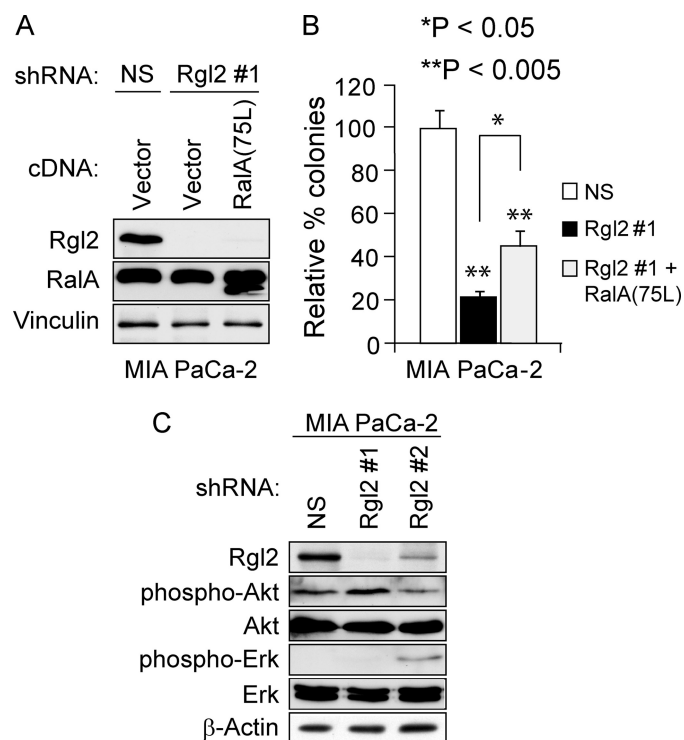 A
shRNA: NS Rgl2 #1
cDNA: Vector Vector RalA(75L)
Rgl2
RalA
Vinculin
MIA PaCa-2
B
*P < 0.05
**P < 0.005
Relative % colonies
120
100
80
60
40
20
0
*
**
**
MIA PaCa-2
NS
Rgl2 #1
Rgl2 #1 +
RalA(75L)
C
MIA PaCa-2
shRNA: NS Rgl2 #1 Rgl2 #2
Rgl2
phospho-Akt
Akt
phospho-Erk
Erk
β-Actin